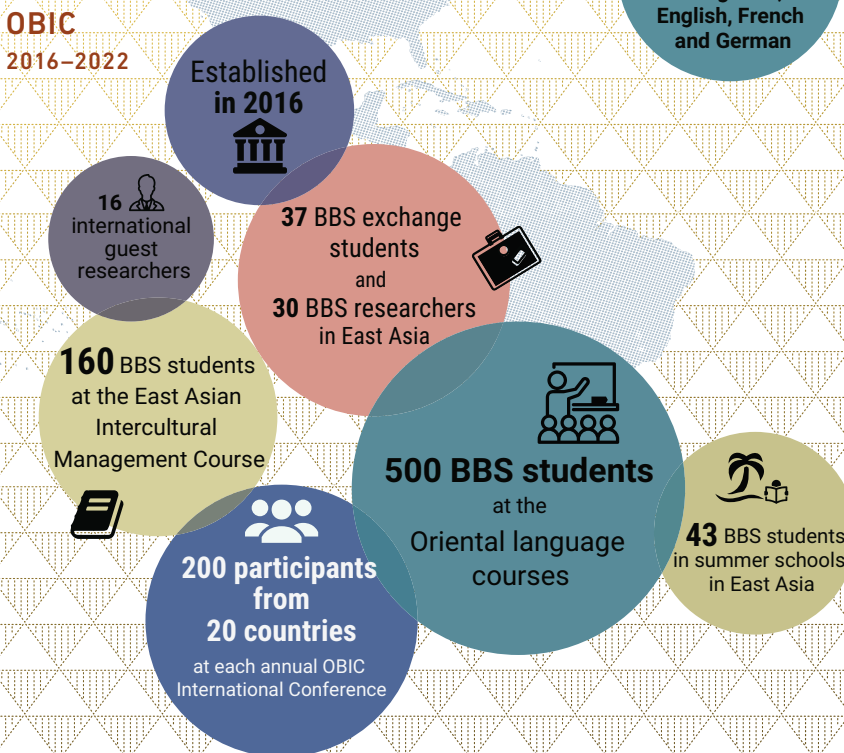 OBIC
2016–2022
English, French
and German
Established
in 2016
16
international
guest
researchers
37 BBS exchange
students
and
30 BBS researchers
in East Asia
160 BBS students
at the East Asian
Intercultural
Management Course
500 BBS students
at the
Oriental language
courses
43 BBS students
in summer schools
in East Asia
200 participants
from
20 countries
at each annual OBIC
International Conference